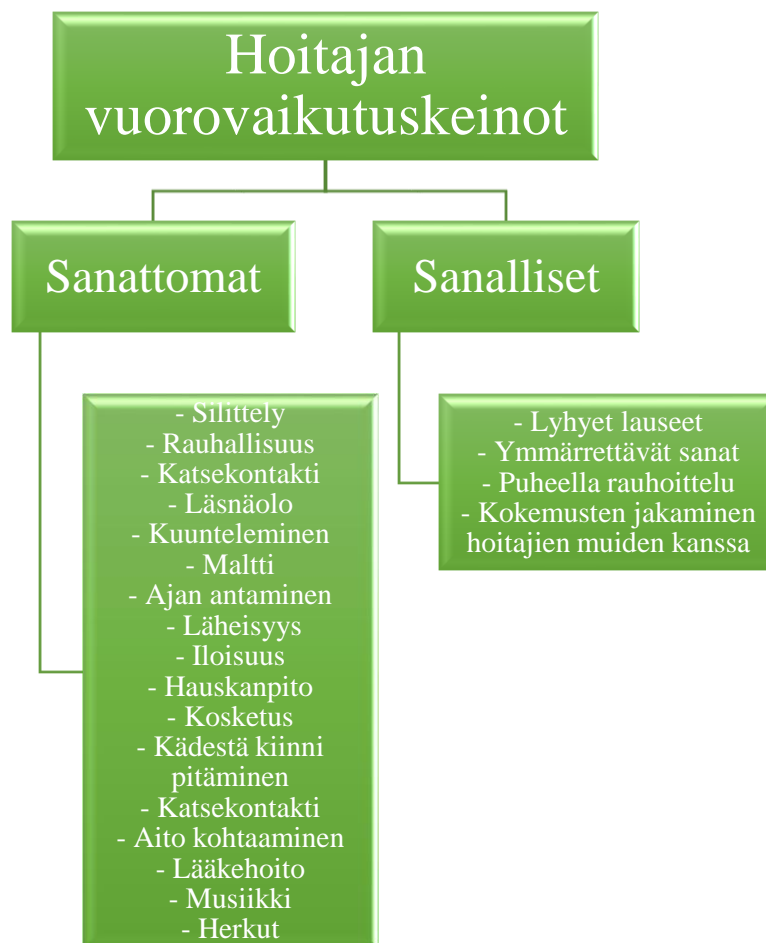 Hoitajan
vuorovaikutuskeinot
Sanattomat
Sanalliset
- Silittely
- Rauhallisuus
- Katsekontakti
- Läsnäolo
- Kuunteleminen
- Maltti
- Ajan antaminen
- Läheisyys
- Iloisuus
- Hauskanpito
- Kosketus
- Kädestä kiinni
pitäminen
- Katsekontakti
- Aito kohtaaminen
- Lääkehoito
- Musiikki
- Herkut
- Lyhyet lauseet
- Ymmärrettävät sanat
- Puheella rauhoittelu
- Kokemusten jakaminen
hoitajien muiden kanssa